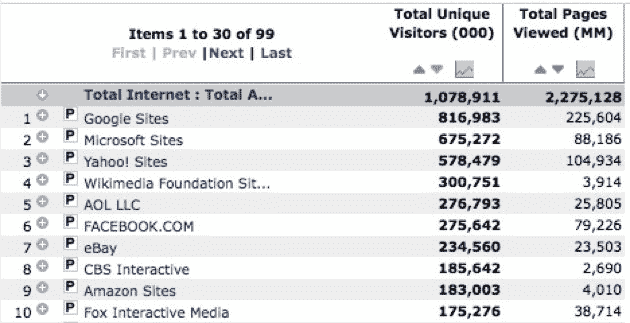 Total Unique Total Pages
Items 1 to 30 of 99 Visitors (000) Viewed (MM)
First | Prev |Next | Last
Total Internet : Total A... 1,078,911 2,275,128
1 P Google Sites 816,983 225,604
2 P Microsoft Sites 675,272 88,186
3 P Yahoo! Sites 578,479 104,934
4 P Wikimedia Foundation Sit... 300,751 3,914
5 P AOL LLC 276,793 25,805
6 P FACEBOOK.COM 275,642 79,226
7 P eBay 234,560 23,503
8 P CBS Interactive 185,642 2,690
9 P Amazon Sites 183,003 4,010
10 P Fox Interactive Media 175,276 38,714